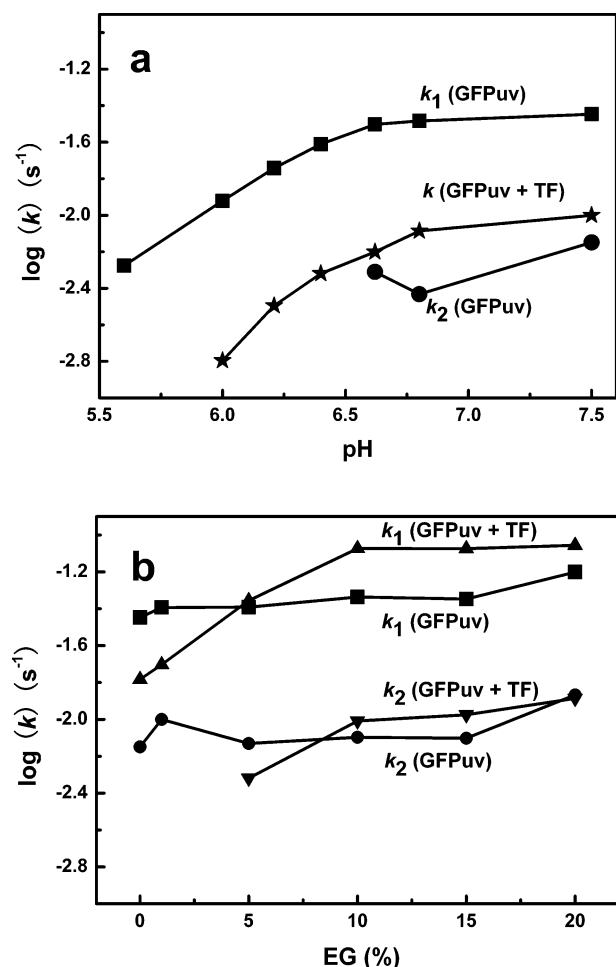 a
-1.2
-1.6
-2.0
-2.4
-2.8
log (k) (s⁻¹)
k₁ (GFPuv)
k (GFPuv + TF)
k₂ (GFPuv)
5.5 6.0 6.5 7.0 7.5
pH
b
-1.2
-1.6
-2.0
-2.4
-2.8
log (k) (s⁻¹)
k₁ (GFPuv + TF)
k₁ (GFPuv)
k₂ (GFPuv + TF)
k₂ (GFPuv)
0 5 10 15 20
EG (%)